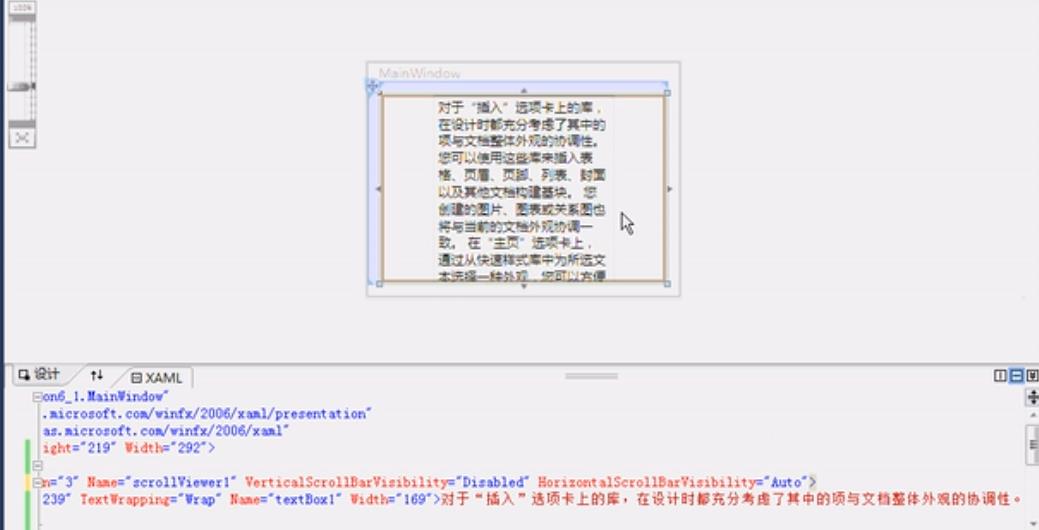 100%
MainWindow
对于“插入”选项卡上的库，
在设计时都充分考虑了其中的
项与文档整体外观的协调性。
您可以使用这些库来插入表
格、页眉、页脚、列表、封面
以及其他文档构建基块。 您
创建的图片、图表或关系图也
将与当前的文档外观协调一
致。 在“主页”选项卡上，
通过从快速样式库中为所选文
本选择一种外观，您可以方便
设计
XAML
on6_1.MainWindow"
.microsoft.com/winfx/2006/xaml/presentation"
as.microsoft.com/winfx/2006/xaml"
ight="219" Width="292">
n="3" Name="scrollViewer1" VerticalScrollBarVisibility="Disabled" HorizontalScrollBarVisibility="Auto">
239" TextWrapping="Wrap" Name="textBox1" Width="169">对于“插入”选项卡上的库，在设计时都充分考虑了其中的项与文档整体外观的协调性。